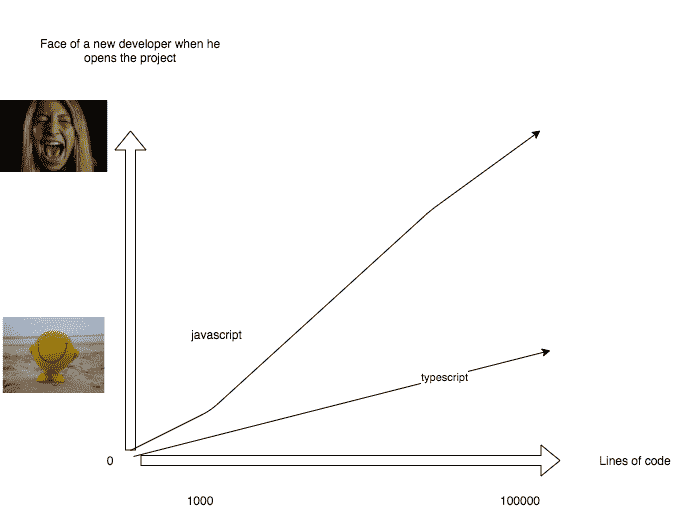 Face of a new developer when he
opens the project
javascript
typescript
0
Lines of code
1000
100000